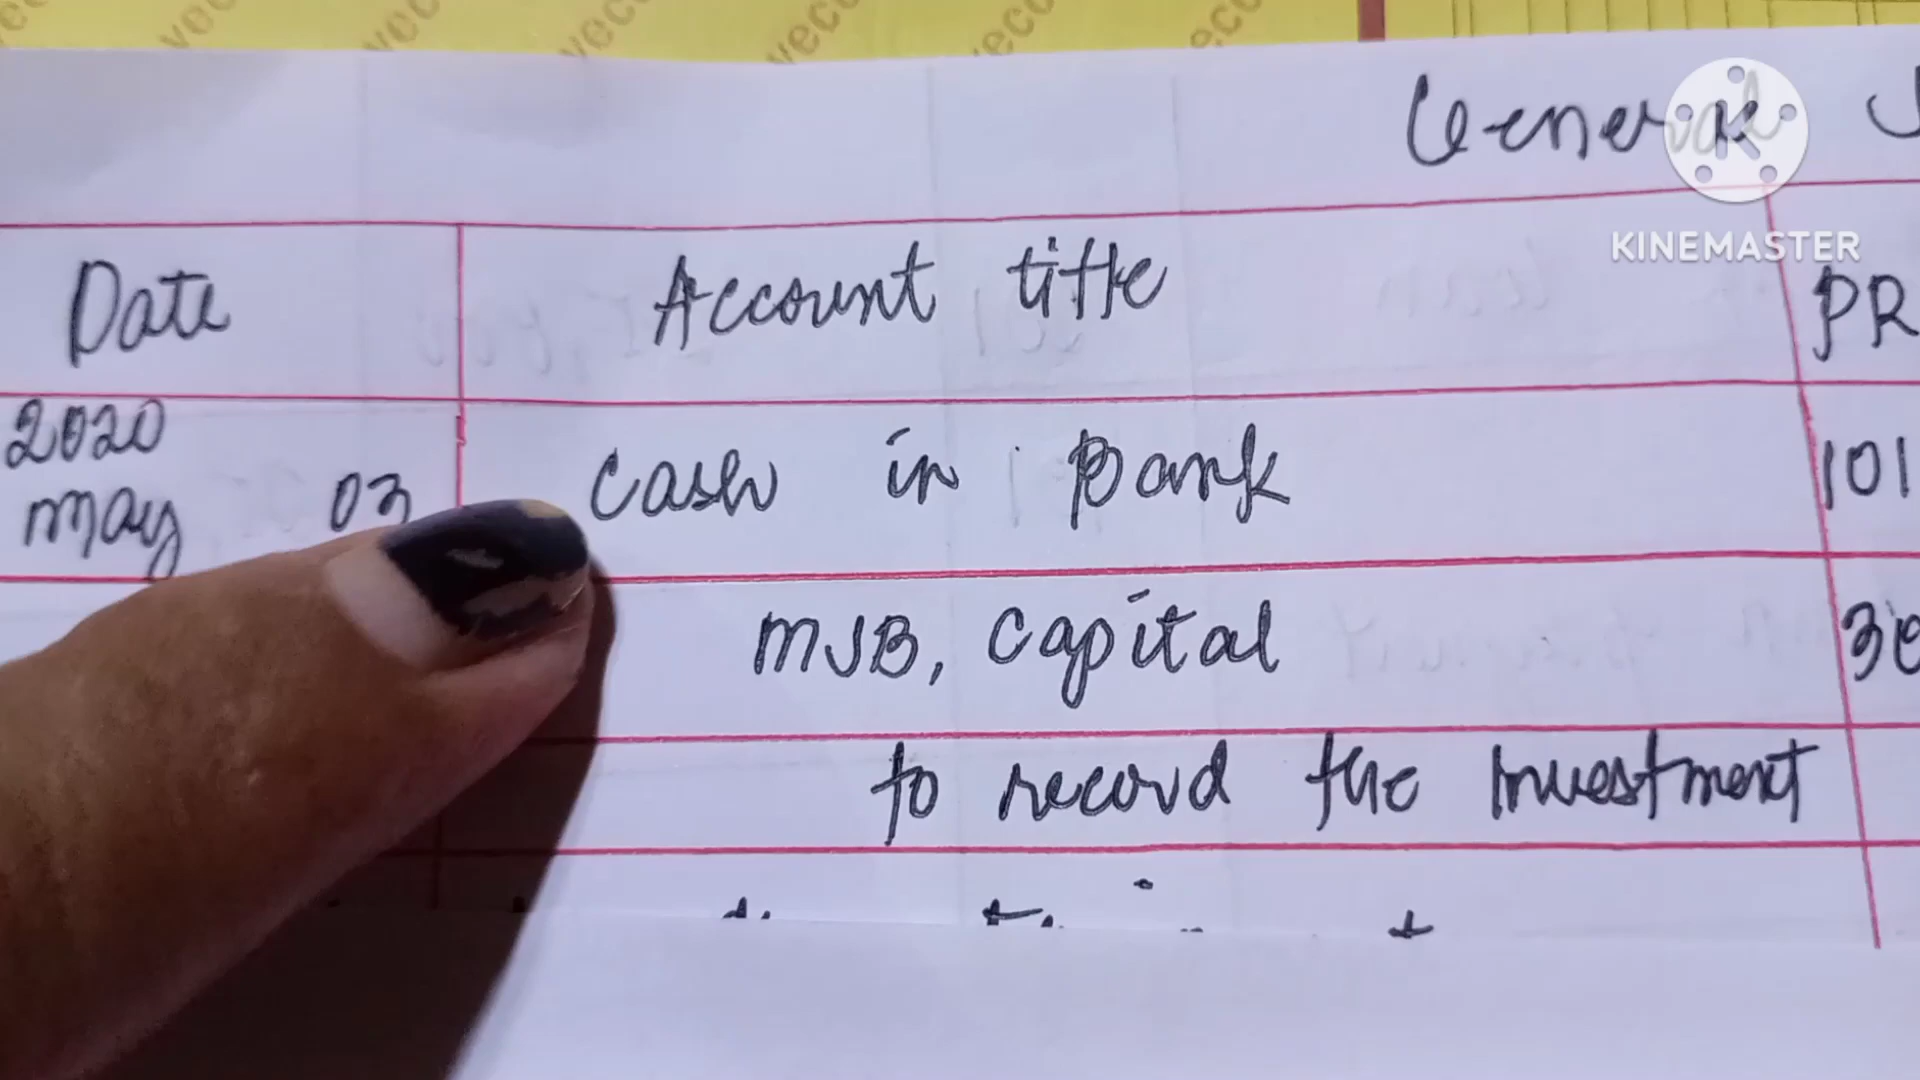 General
Date Account title PR
2020
May 03 Cash in Bank 101
MJB, Capital
to record the investment
KINEMASTER